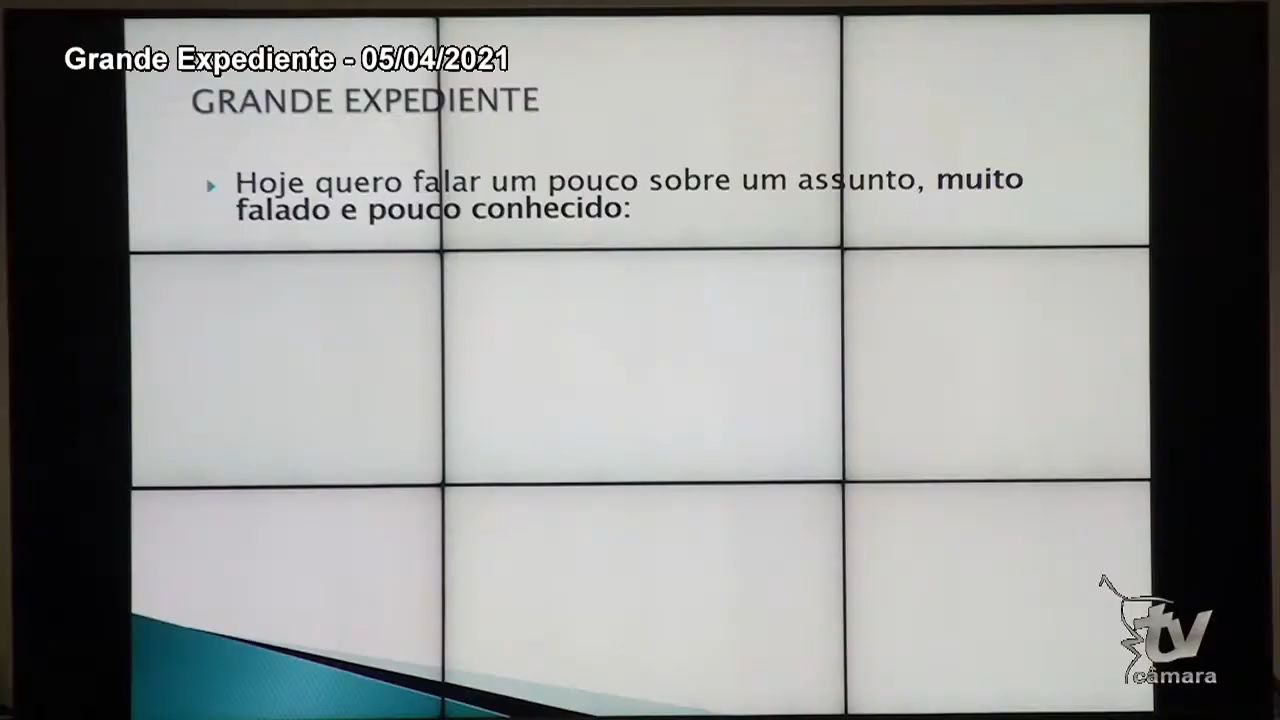 Grande Expediente - 05/04/2021
GRANDE EXPEDIENTE
Hoje quero falar um pouco sobre um assunto, muito
falado e pouco conhecido:
tv
câmara